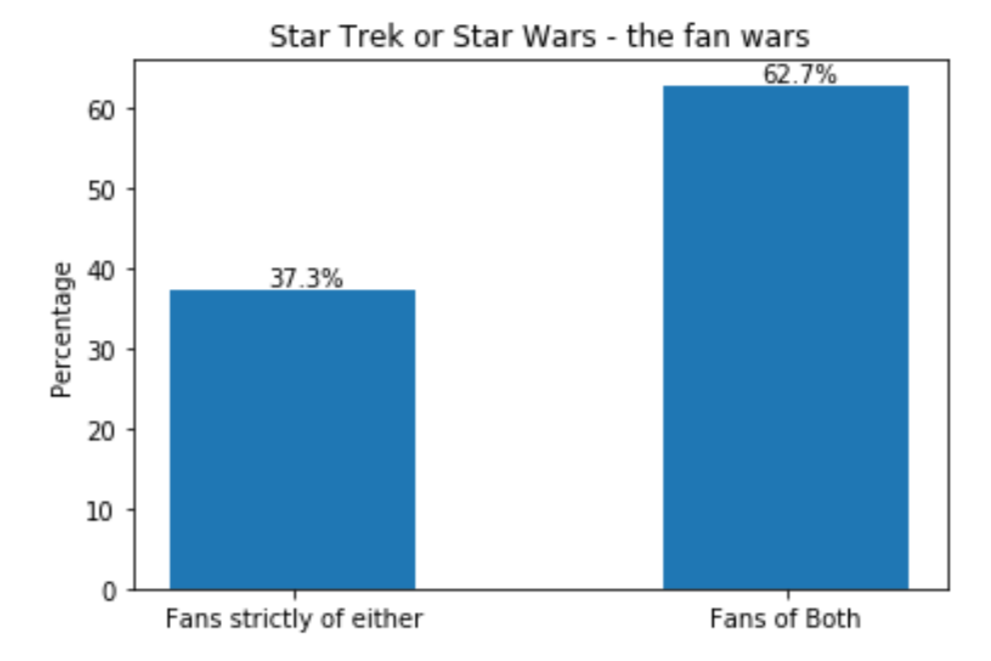 Star Trek or Star Wars - the fan wars
62.7%
60
50
37.3%
40
30
20
10
0
Percentage
Fans strictly of either
Fans of Both